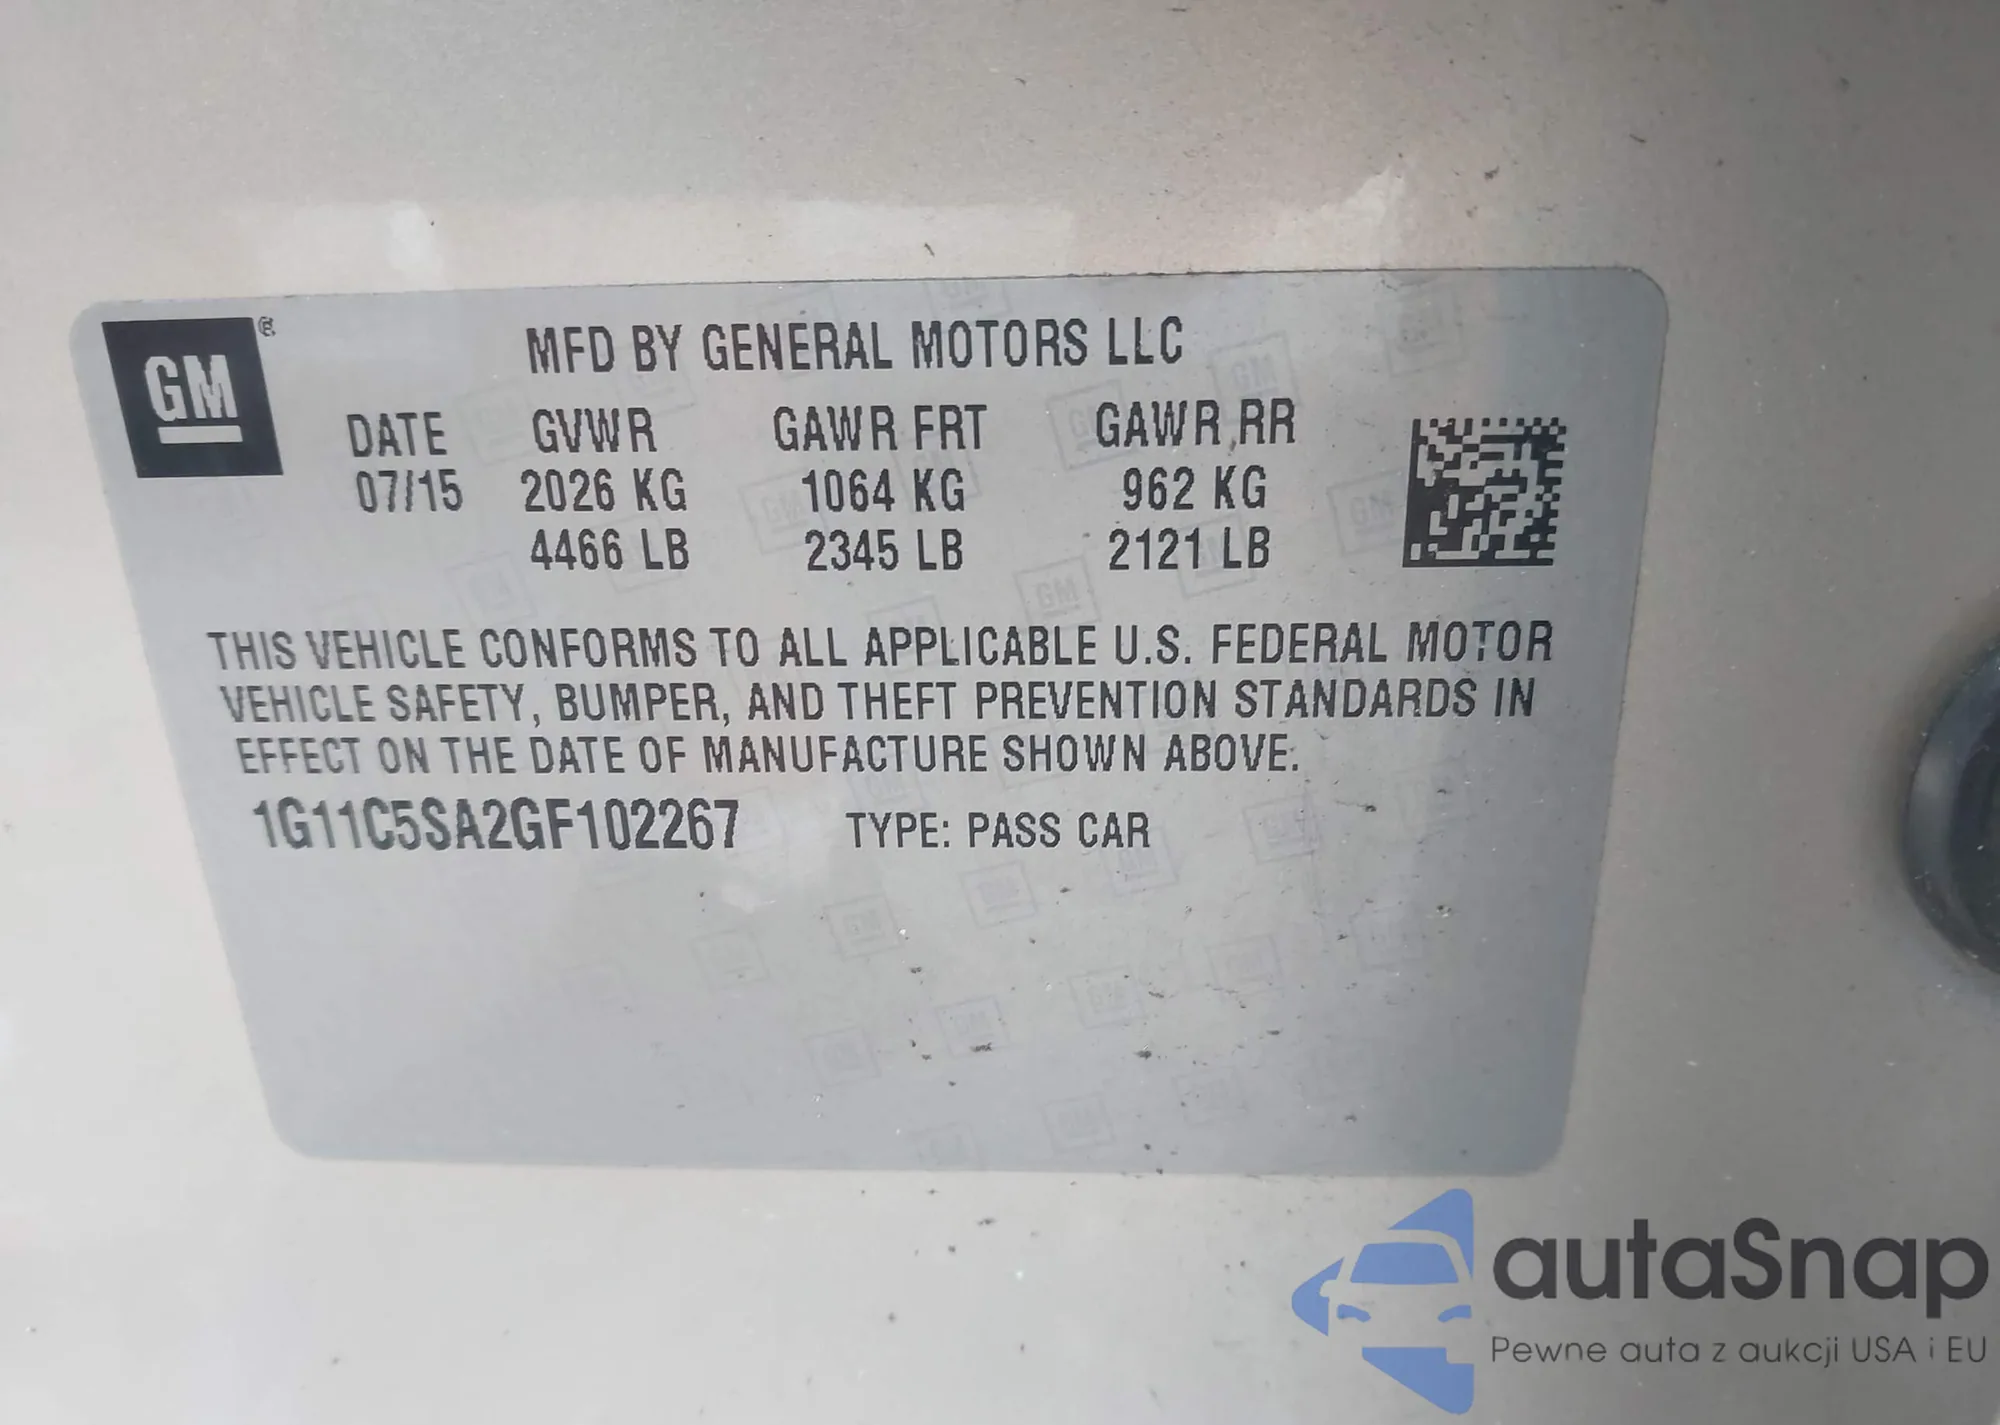 GM ®
MFD BY GENERAL MOTORS LLC
DATE GVWR GAWR FRT GAWR RR
07/15 2026 KG 1064 KG 962 KG
4466 LB 2345 LB 2121 LB
THIS VEHICLE CONFORMS TO ALL APPLICABLE U.S. FEDERAL MOTOR
VEHICLE SAFETY, BUMPER, AND THEFT PREVENTION STANDARDS IN
EFFECT ON THE DATE OF MANUFACTURE SHOWN ABOVE.
1G11C5SA2GF102267 TYPE: PASS CAR
autaSnap
Pewne auta z aukcji USA i EU